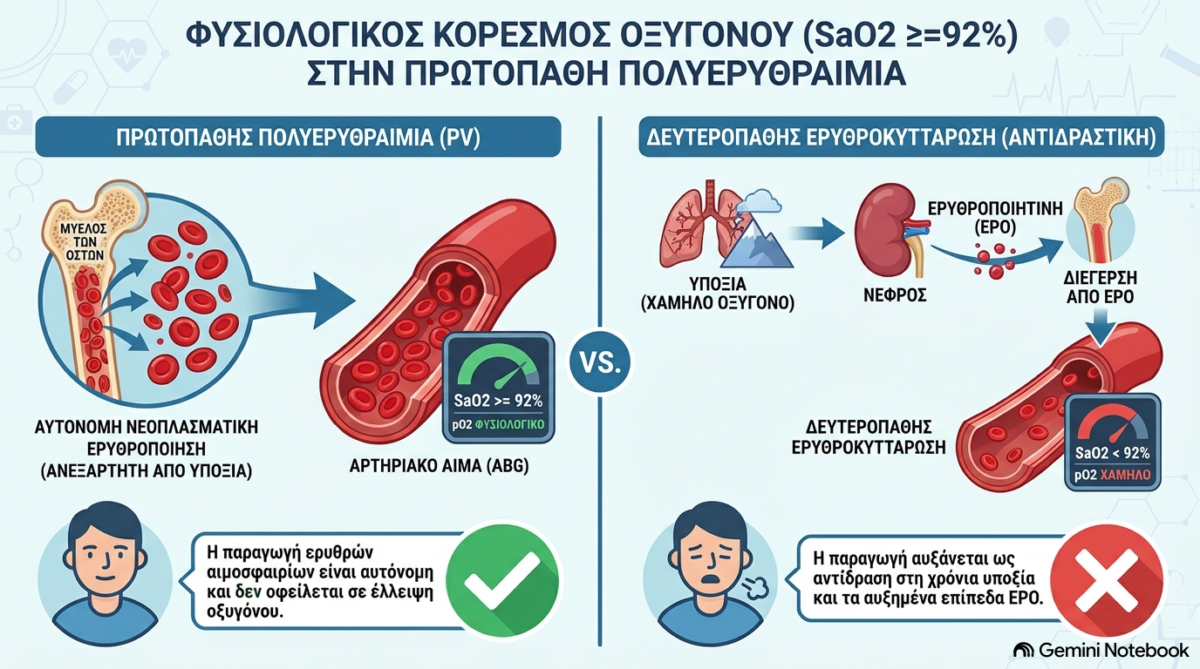 ΦΥΣΙΟΛΟΓΙΚΟΣ ΚΟΡΕΣΜΟΣ ΟΞΥΓΟΝΟΥ (SaO2 ≥=92%)
ΣΤΗΝ ΠΡΩΤΟΠΑΘΗ ΠΟΛΥΕΡΥΘΡΑΙΜΙΑ
ΠΡΩΤΟΠΑΘΗΣ ΠΟΛΥΕΡΥΘΡΑΙΜΙΑ (PV)
ΜΥΕΛΟΣ
ΤΩΝ
ΟΣΤΩΝ
SaO2 >= 92%
pO2 ΦΥΣΙΟΛΟΓΙΚΟ
ΑΥΤΟΝΟΜΗ ΝΕΟΠΛΑΣΜΑΤΙΚΗ
ΕΡΥΘΡΟΠΟΙΗΣΗ
(ΑΝΕΞΑΡΤΗΤΗ ΑΠΟ ΥΠΟΞΙΑ)
ΑΡΤΗΡΙΑΚΟ ΑΙΜΑ (ABG)
Η παραγωγή ερυθρών
αιμοσφαιρίων είναι αυτόνομη
και δεν οφείλεται σε έλλειψη
οξυγόνου.
VS.
ΔΕΥΤΕΡΟΠΑΘΗΣ ΕΡΥΘΡΟΚΥΤΤΑΡΩΣΗ (ΑΝΤΙΔΡΑΣΤΙΚΗ)
ΥΠΟΞΙΑ
(ΧΑΜΗΛΟ ΟΞΥΓΟΝΟ)
ΝΕΦΡΟΣ
ΕΡΥΘΡΟΠΟΙΗΤΙΝΗ
(EPO)
ΔΙΕΓΕΡΣΗ
ΑΠΟ EPO
ΔΕΥΤΕΡΟΠΑΘΗΣ
ΕΡΥΘΡΟΚΥΤΤΑΡΩΣΗ
SaO2 < 92%
pO2 ΧΑΜΗΛΟ
Η παραγωγή αυξάνεται ως
αντίδραση στη χρόνια υποξία
και τα αυξημένα επίπεδα EPO.
Gemini Notebook